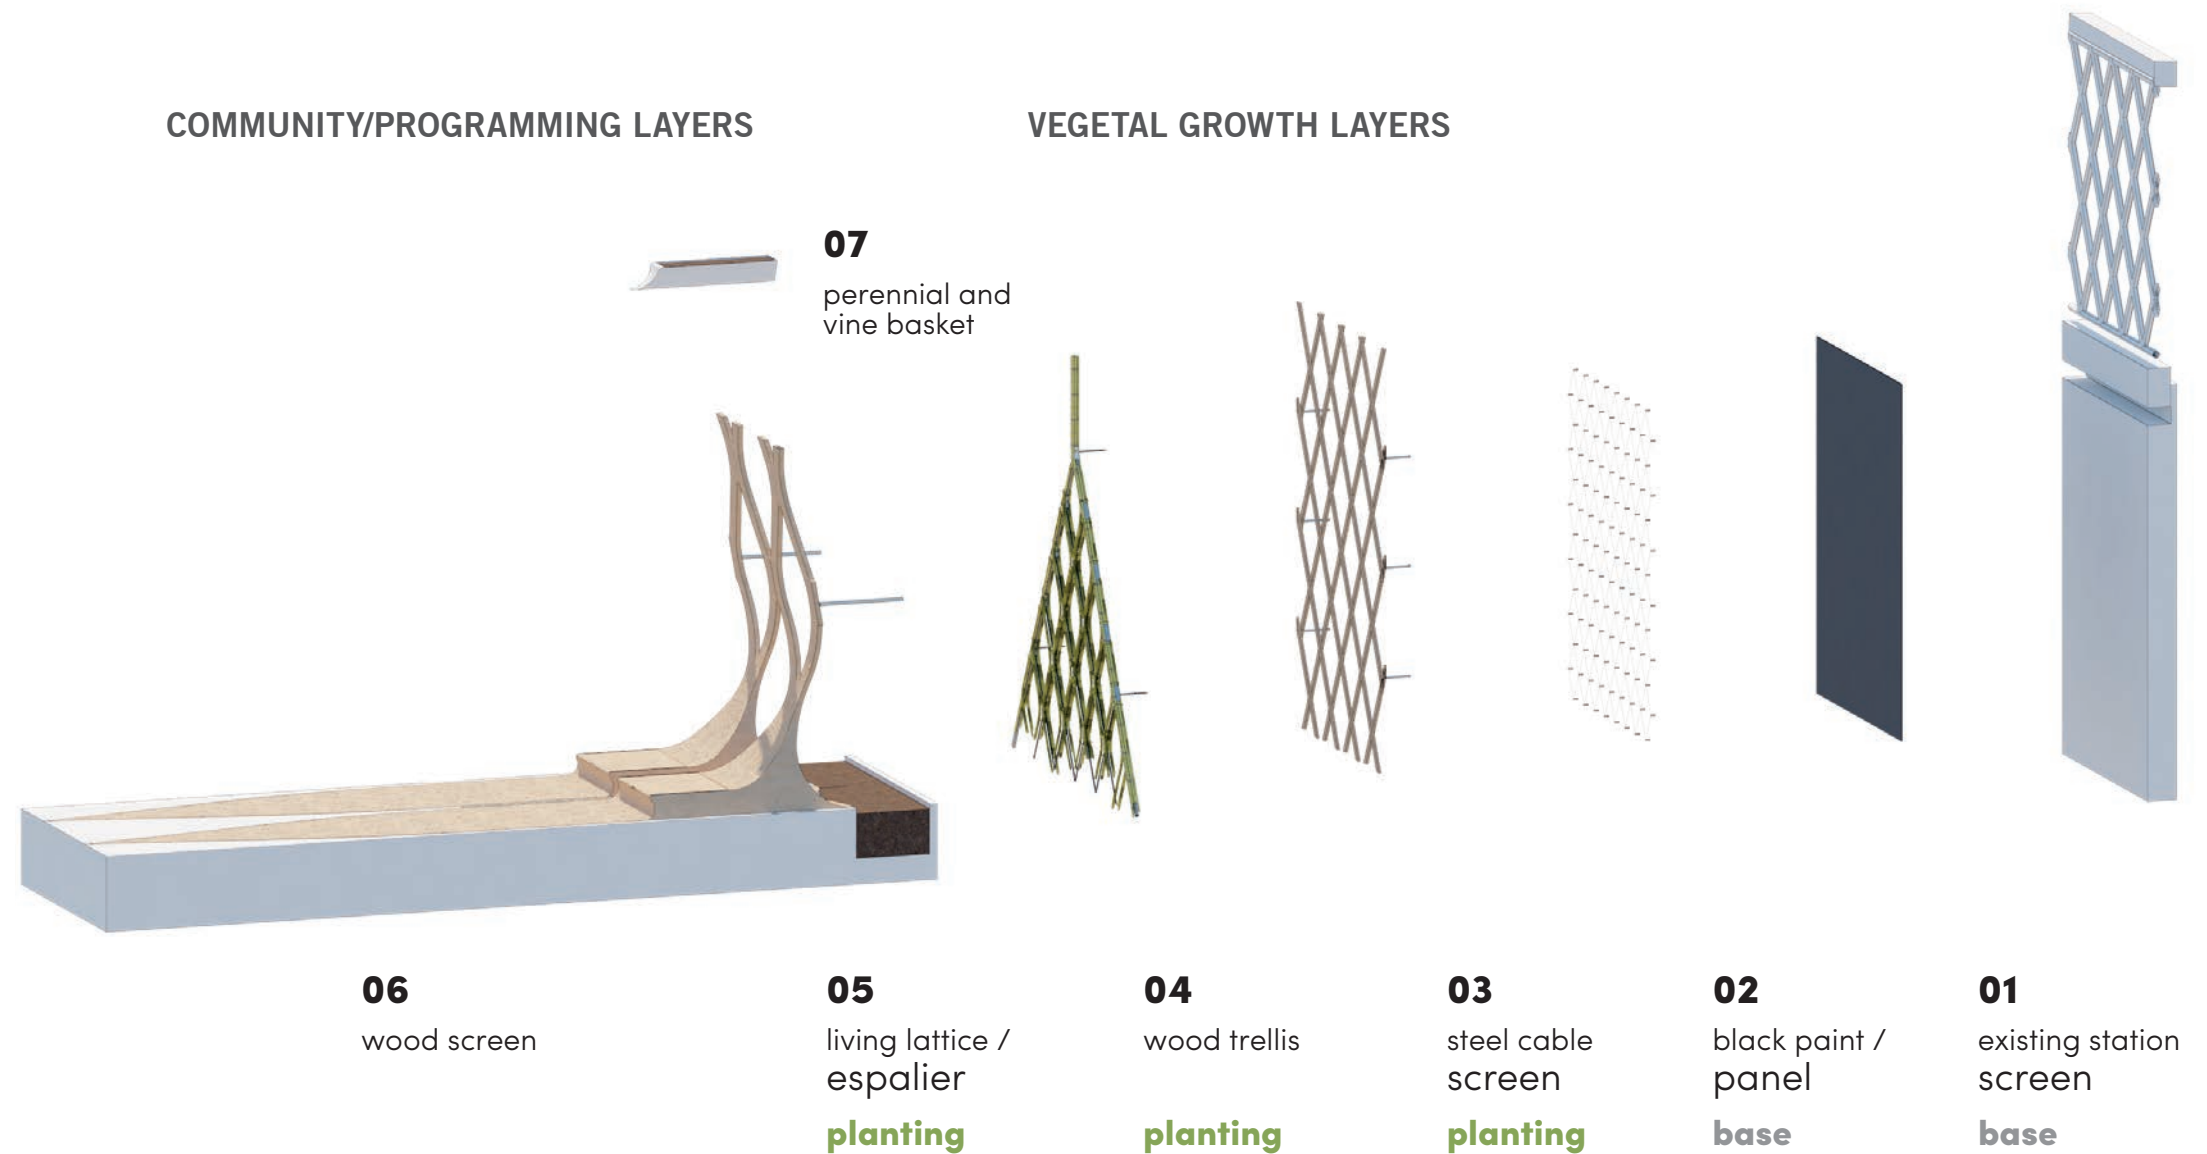 COMMUNITY/PROGRAMMING LAYERS
VEGETAL GROWTH LAYERS
07
perennial and
vine basket
06
wood screen
05
living lattice /
espalier
planting
04
wood trellis
planting
03
steel cable
screen
planting
02
black paint /
panel
base
01
existing station
screen
base